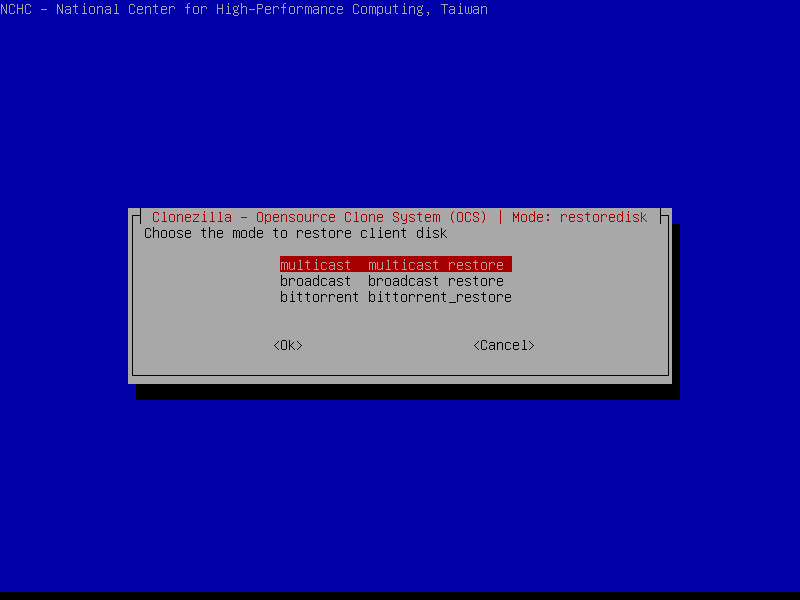 NCHC - National Center for High-Performance Computing, Taiwan
Clonezilla - Opensource Clone System (OCS) | Mode: restoredisk
Choose the mode to restore client disk
multicast  multicast restore
broadcast  broadcast restore
bittorrent bittorrent_restore
<Ok> <Cancel>